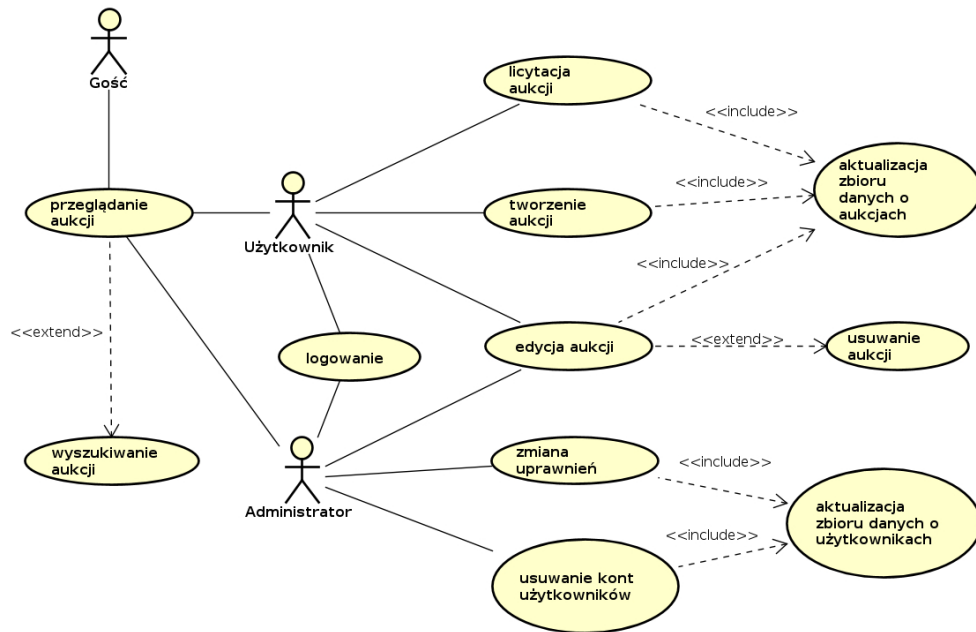 Gość
licytacja
aukcji
<<include>>
aktualizacja
zbioru
danych o
aukcjach
przeglądanie
aukcji
Użytkownik
tworzenie
aukcji
<<include>>
<<include>>
<<extend>>
logowanie
edycja aukcji
<<extend>>
usuwanie
aukcji
wyszukiwanie
aukcji
Administrator
zmiana
uprawnień
<<include>>
aktualizacja
zbioru danych o
użytkownikach
<<include>>
usuwanie kont
użytkowników